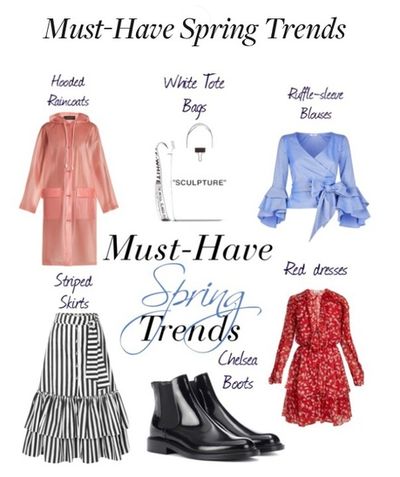 Must-Have Spring Trends
Hooded
Raincoats
White Tote
Bags
Ruffle-sleeve
Blouses
"SCULPTURE"
Must-Have
Spring
Trends
Striped
Skirts
Red dresses
Chelsea
Boots